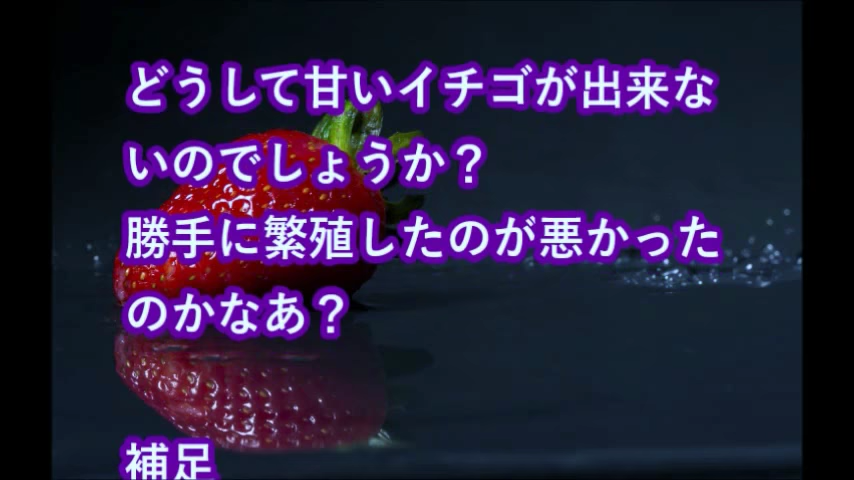 どうして甘いイチゴが出来な
いのでしょうか？
勝手に繁殖したのが悪かった
のかなあ？
補足